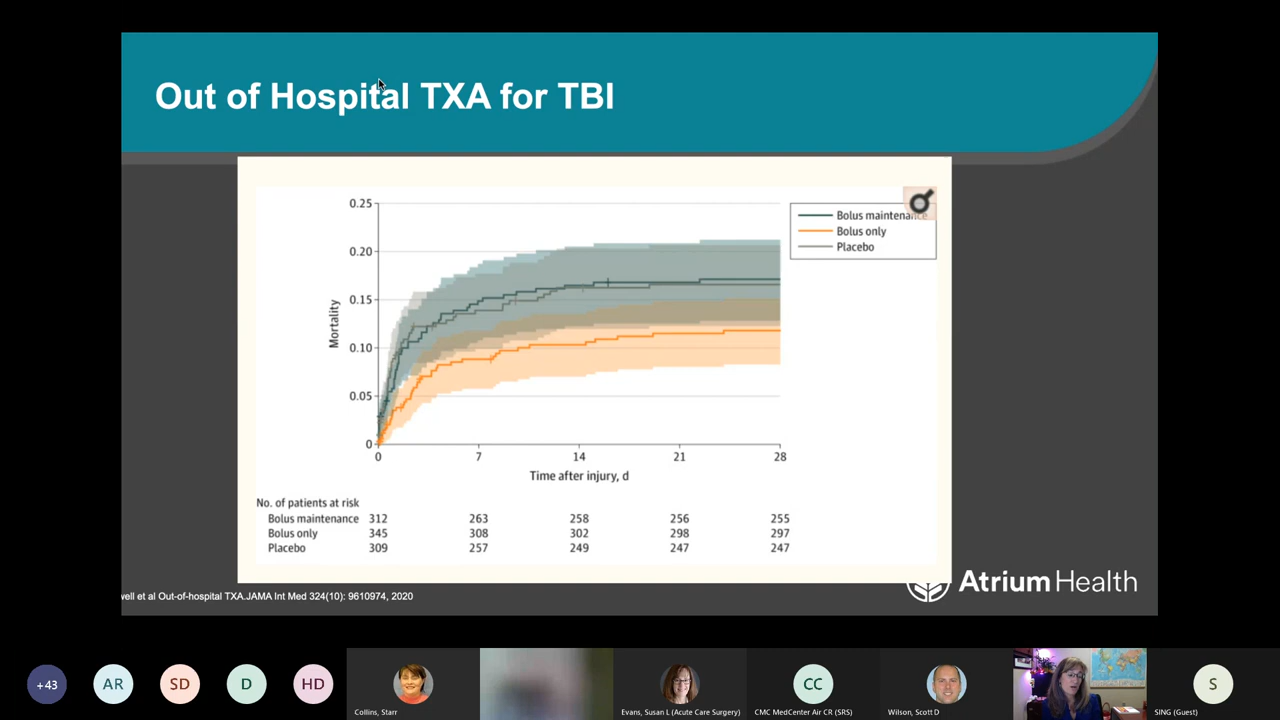 Out of Hospital TXA for TBI
0.25
0.20
0.15
0.10
0.05
0
Mortality
0 7 14 21 28
Time after injury, d
Bolus maintenance
Bolus only
Placebo
No. of patients at risk
Bolus maintenance 312 263 258 256 255
Bolus only 345 308 302 298 297
Placebo 309 257 249 247 247
well et al Out-of-hospital TXA.JAMA Int Med 324(10): 9610974, 2020
Atrium Health
+43
AR
SD
D
HD
Collins, Starr
Evans, Susan L (Acute Care Surgery)
CC
CMC MedCenter Air CR (SRS)
Wilson, Scott D
S
SING (Guest)